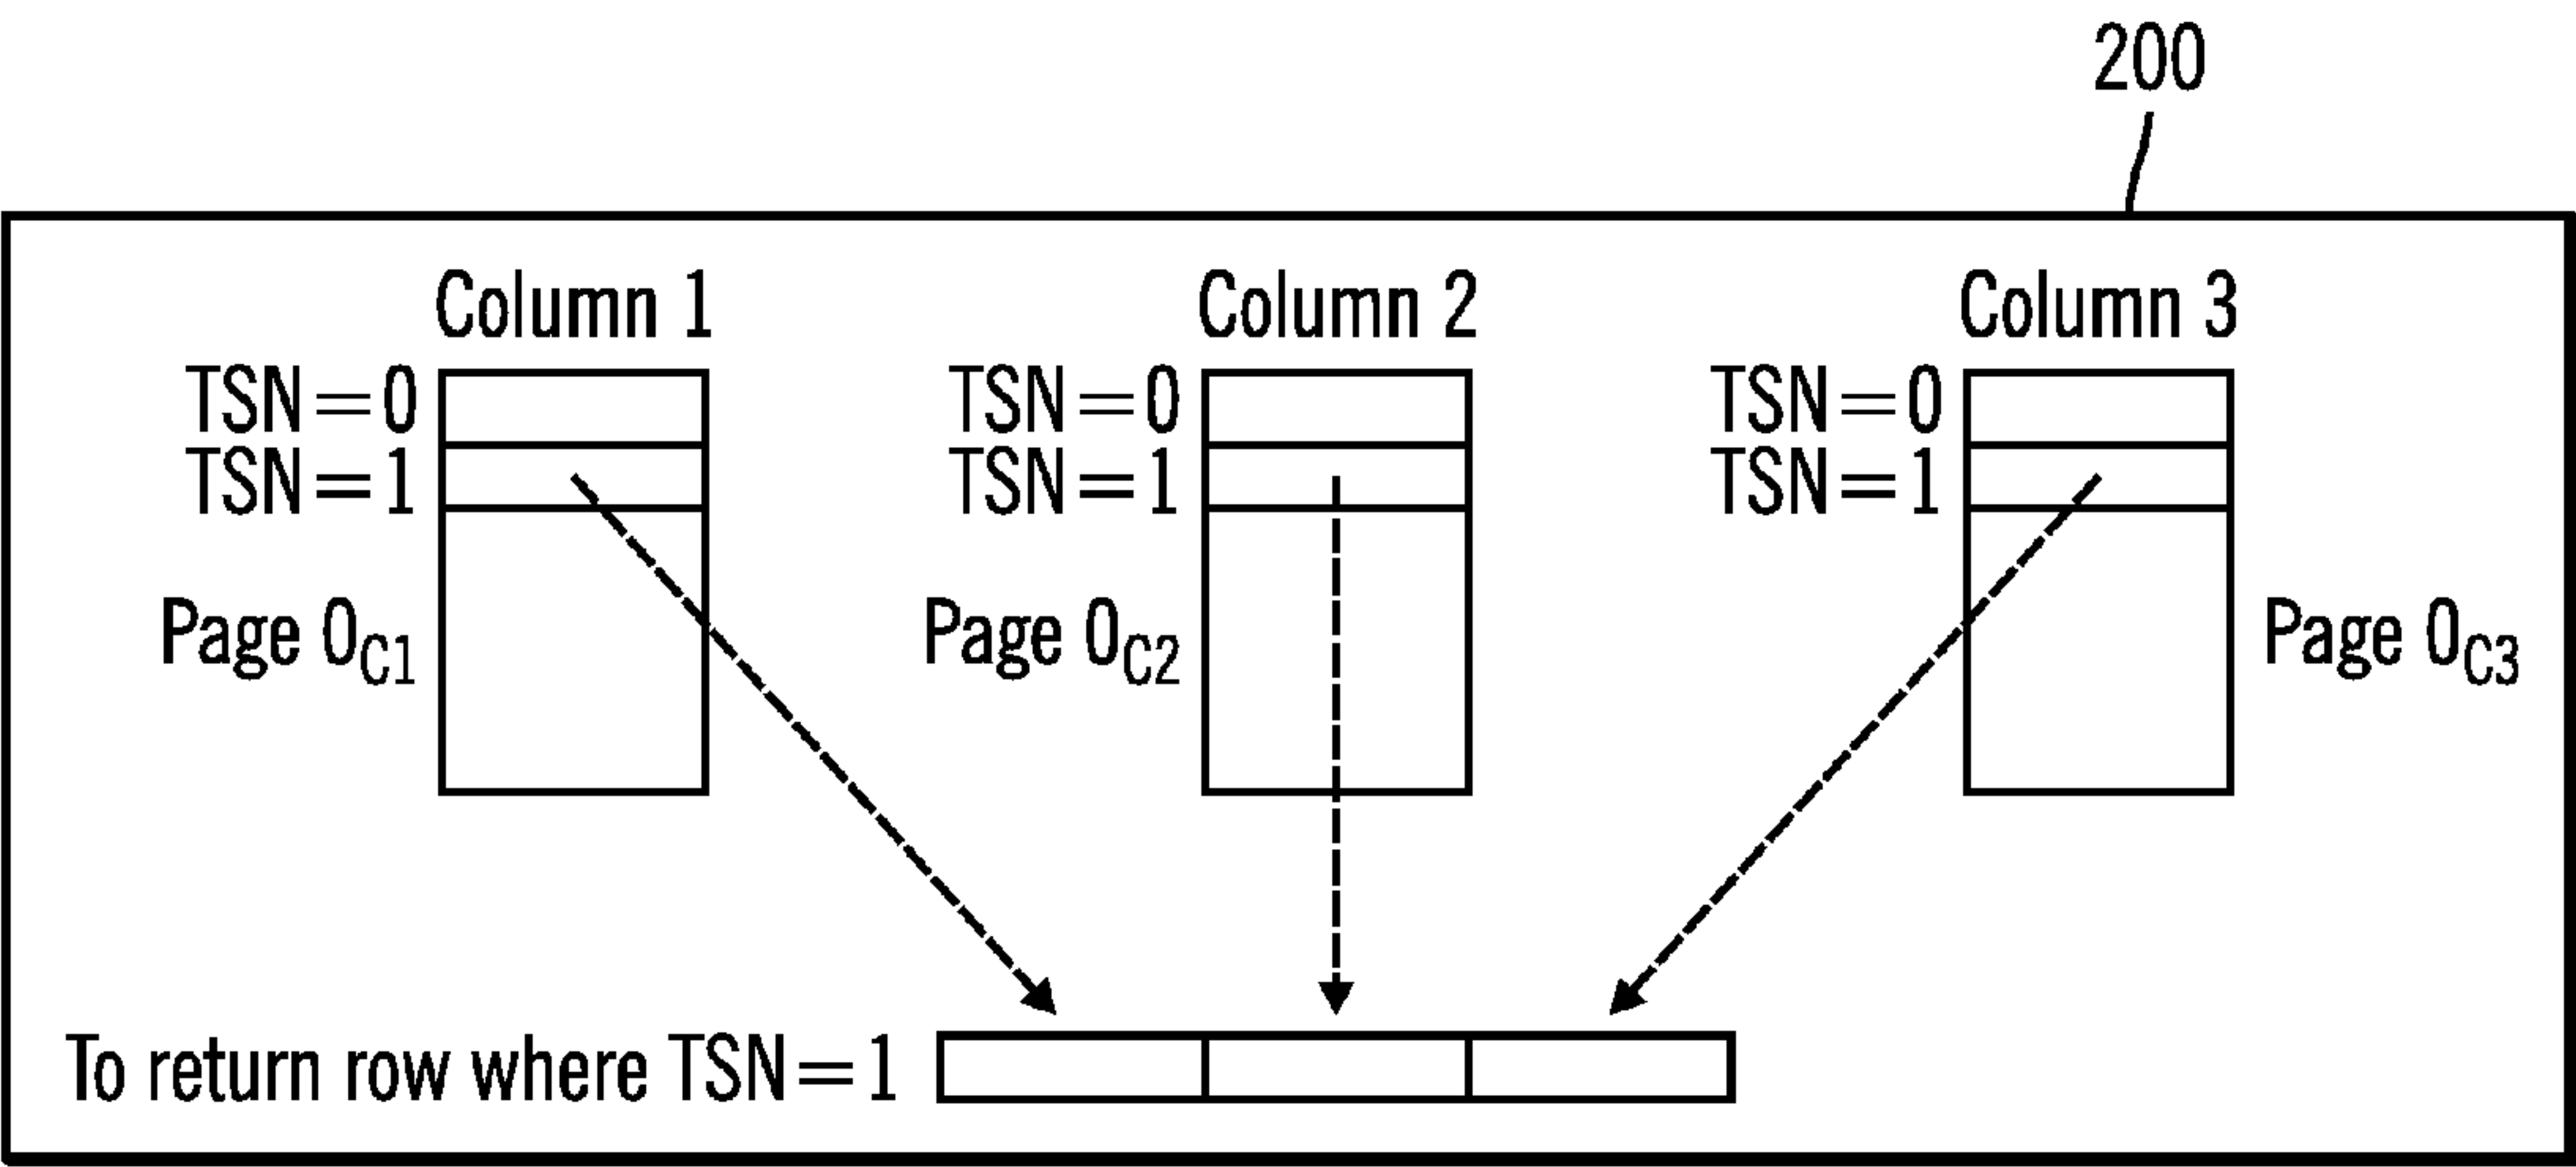 200
Column 1 Column 2 Column 3
TSN=0 TSN=0 TSN=0
TSN=1 TSN=1 TSN=1
Page 0C1 Page 0C2 Page 0C3
To return row where TSN=1